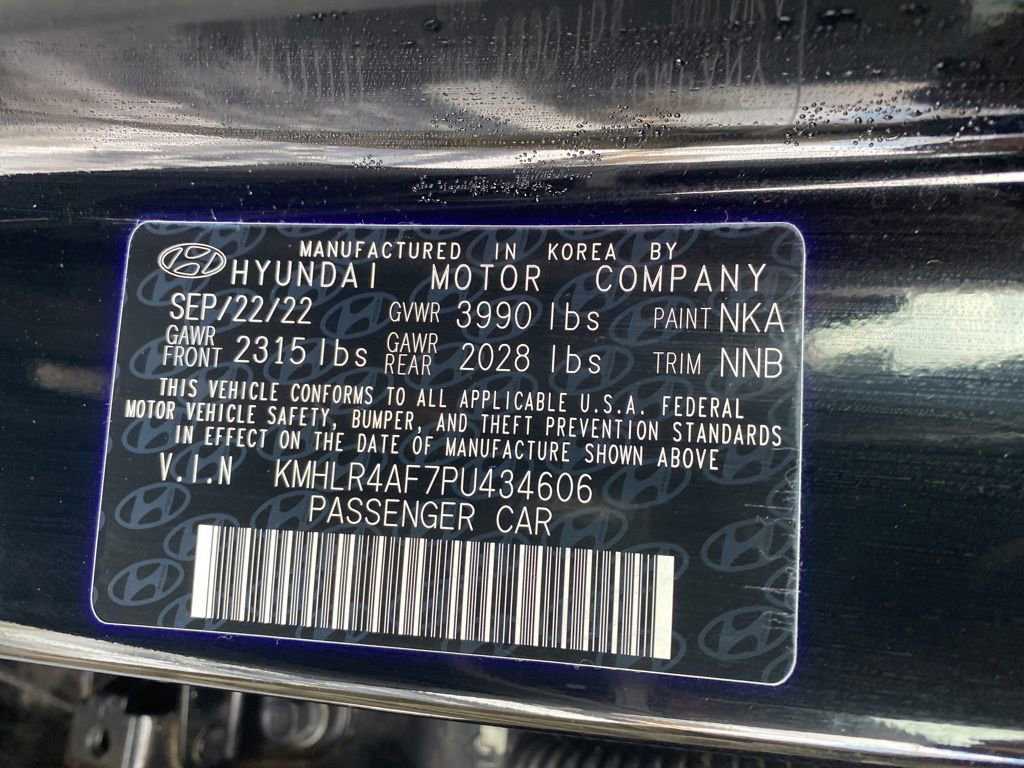 MANUFACTURED IN KOREA BY
HYUNDAI MOTOR COMPANY
SEP/22/22 GVWR 3990 lbs PAINT NKA
GAWR FRONT 2315 lbs GAWR REAR 2028 lbs TRIM NNB
THIS VEHICLE CONFORMS TO ALL APPLICABLE U.S.A. FEDERAL
MOTOR VEHICLE SAFETY, BUMPER, AND THEFT PREVENTION STANDARDS
IN EFFECT ON THE DATE OF MANUFACTURE SHOWN ABOVE
V.I.N KMHLR4AF7PU434606
PASSENGER CAR